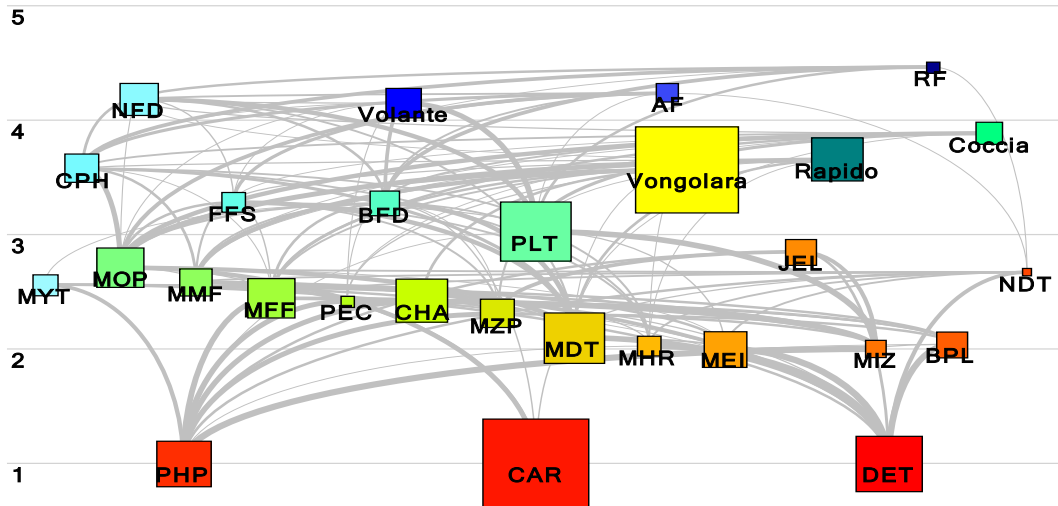 5
RF
NFD
Volante
AF
4
Coccia
CPH
Vongolara
Rapido
FFS
BFD
3
PLT
JEL
MOP
MYT
MMF
MFF
PEC
CHA
MZP
NDT
2
MDT
MHR
MEI
MIZ
BPL
1
PHP
CAR
DET